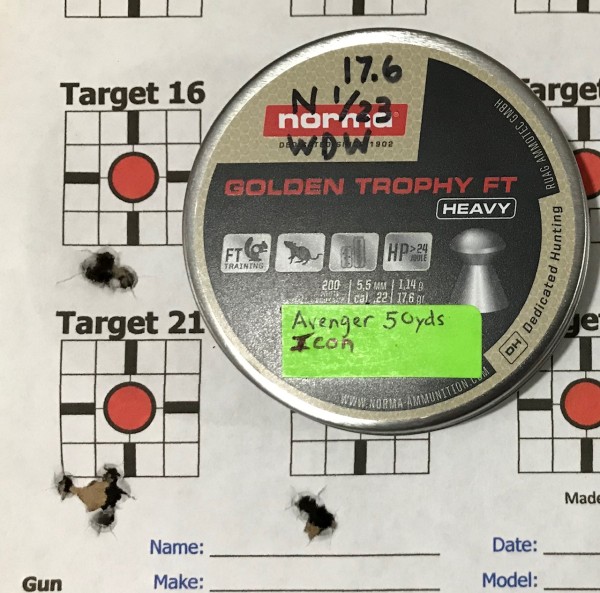 Target 16
17.6
N 1/23
norma
WDW
DEDICATED SINCE 1902
GOLDEN TROPHY FT
HEAVY
FT
TRAINING
HP >24
JOULE
200 | 5,5 MM | 1,14 g
cal. .22 | 17,6 gr
RUAG AMMOTEC GMBH
DH Dedicated Hunting
WWW.NORMA-AMMUNITION.COM
Avenger 50yds
Icon
Target 21
Made
Name:
Date:
Gun
Make:
Model: